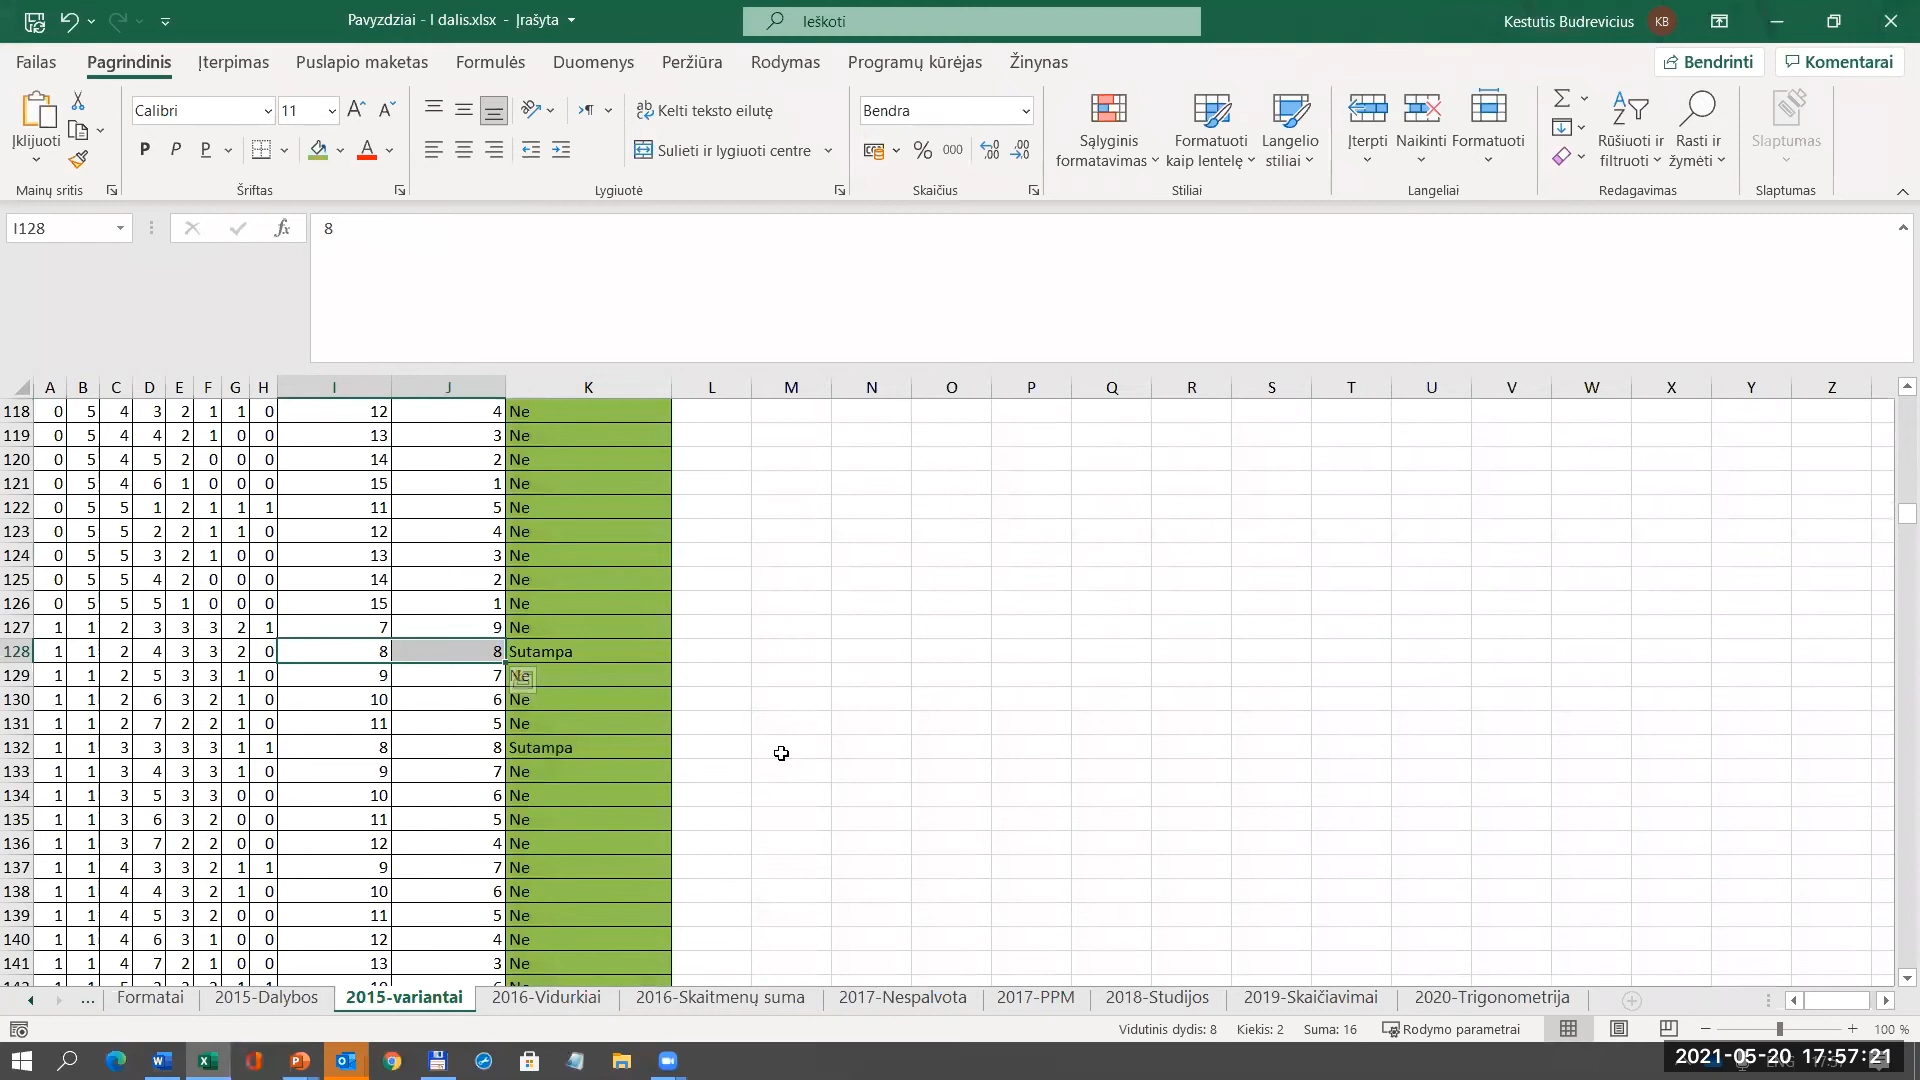 Pavyzdziai - I dalis.xlsx - Įrašyta
Ieškoti
Kestutis Budrevicius KB
Failas Pagrindinis Įterpimas Puslapio maketas Formulės Duomenys Peržiūra Rodymas Programų kūrėjas Žinynas Bendrinti Komentarai
Įklijuoti
Calibri 11
P P P
Kelti teksto eilutę
Sulieti ir lygiuoti centre
Bendra
% 000
Sąlyginis formatavimas
Formatuoti kaip lentelę
Langelio stiliai
Įterpti Naikinti Formatuoti
Rūšiuoti ir filtruoti
Rasti ir žymėti
Slaptumas
Mainų sritis Šriftas Lygiuotė Skaičius Stiliai Langeliai Redagavimas Slaptumas
I128 fx 8
A B C D E F G H I J K L M N O P Q R S T U V W X Y Z
118 0 5 4 3 2 1 1 0 12 4 Ne
119 0 5 4 4 2 1 0 0 13 3 Ne
120 0 5 4 5 2 0 0 0 14 2 Ne
121 0 5 4 6 1 0 0 0 15 1 Ne
122 0 5 5 1 2 1 1 1 11 5 Ne
123 0 5 5 2 2 1 1 0 12 4 Ne
124 0 5 5 3 2 1 0 0 13 3 Ne
125 0 5 5 4 2 0 0 0 14 2 Ne
126 0 5 5 5 1 0 0 0 15 1 Ne
127 1 1 2 3 3 3 2 1 7 9 Ne
128 1 1 2 4 3 3 2 0 8 8 Sutampa
129 1 1 2 5 3 3 1 0 9 7 Ne
130 1 1 2 6 3 2 1 0 10 6 Ne
131 1 1 2 7 2 2 1 0 11 5 Ne
132 1 1 3 3 3 3 1 1 8 8 Sutampa
133 1 1 3 4 3 3 1 0 9 7 Ne
134 1 1 3 5 3 3 0 0 10 6 Ne
135 1 1 3 6 3 2 0 0 11 5 Ne
136 1 1 3 7 2 2 0 0 12 4 Ne
137 1 1 4 3 3 2 1 1 9 7 Ne
138 1 1 4 4 3 2 1 0 10 6 Ne
139 1 1 4 5 3 2 0 0 11 5 Ne
140 1 1 4 6 3 1 0 0 12 4 Ne
141 1 1 4 7 2 1 0 0 13 3 Ne
... Formatai 2015-Dalybos 2015-variantai 2016-Vidurkiai 2016-Skaitmenų suma 2017-Nespalvota 2017-PPM 2018-Studijos 2019-Skaičiavimai 2020-Trigonometrija
Vidutinis dydis: 8 Kiekis: 2 Suma: 16 Rodymo parametrai 100 %
2021-05-20 17:57:21